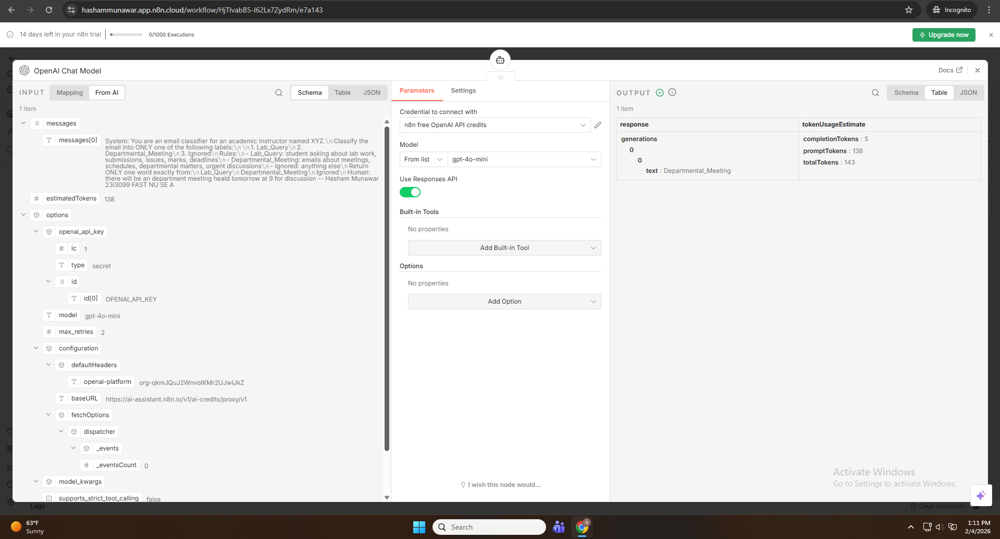 hashammunawar.app.n8n.cloud/workflow/HjTlvabB5-I62Lx7ZydRm/e7a143
Incognito
14 days left in your n8n trial
0/1000 Executions
Upgrade now
OpenAI Chat Model
Docs
INPUT
Mapping
From AI
Schema
Table
JSON
1 item
messages
messages[0]
System: You are an email classifier for an academic instructor named XYZ.\n Classify the
email into ONLY one of the following labels:\n \n 1. Lab_Query\n 2.
Departmental_Meeting\n 3. Ignored\n Rules:\n - Lab_Query: student asking about lab work,
submissions, issues, marks, deadlines\n - Departmental_Meeting: emails about meetings,
schedules, departmental matters, urgent discussions\n - Ignored: anything else\n Return
ONLY one word exactly from:\n Lab_Query\n Departmental_Meeting\n Ignored\n Human:
there will be an department meeting heald tomorrow at 9 for discussion -- Hasham Munawar
23i3099 FAST NU SE A
estimatedTokens
138
options
openai_api_key
lc
1
type
secret
id
id[0]
OPENAI_API_KEY
model
gpt-4o-mini
max_retries
2
configuration
defaultHeaders
openai-platform
org-qkmJQuJ2WnvolKMr2UJwIJkZ
baseURL
https://ai-assistant.n8n.io/v1/ai-credits/proxy/v1
fetchOptions
dispatcher
_events
_eventsCount
0
model_kwargs
supports_strict_tool_calling
false
Parameters
Settings
Credential to connect with
n8n free OpenAI API credits
Model
From list
gpt-4o-mini
Use Responses API
Built-in Tools
No properties
Add Built-in Tool
Options
No properties
Add Option
I wish this node would...
OUTPUT
Schema
Table
JSON
1 item
response
tokenUsageEstimate
generations
0
0
text : Departmental_Meeting
completionTokens : 5
promptTokens : 138
totalTokens : 143
Activate Windows
Go to Settings to activate Windows.
Logs
Clear execution
63°F
Sunny
Search
A
1:11 PM
2/4/2026